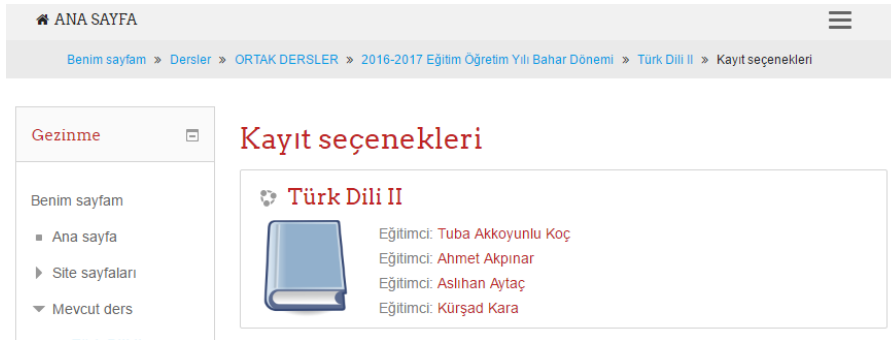 ANA SAYFA
Benim sayfam » Dersler » ORTAK DERSLER » 2016-2017 Eğitim Öğretim Yılı Bahar Dönemi » Türk Dili II » Kayıt seçenekleri
Gezinme
Benim sayfam
Ana sayfa
Site sayfaları
Mevcut ders
Kayıt seçenekleri
Türk Dili II
Eğitimci: Tuba Akkoyunlu Koç
Eğitimci: Ahmet Akpınar
Eğitimci: Aslıhan Aytaç
Eğitimci: Kürşad Kara